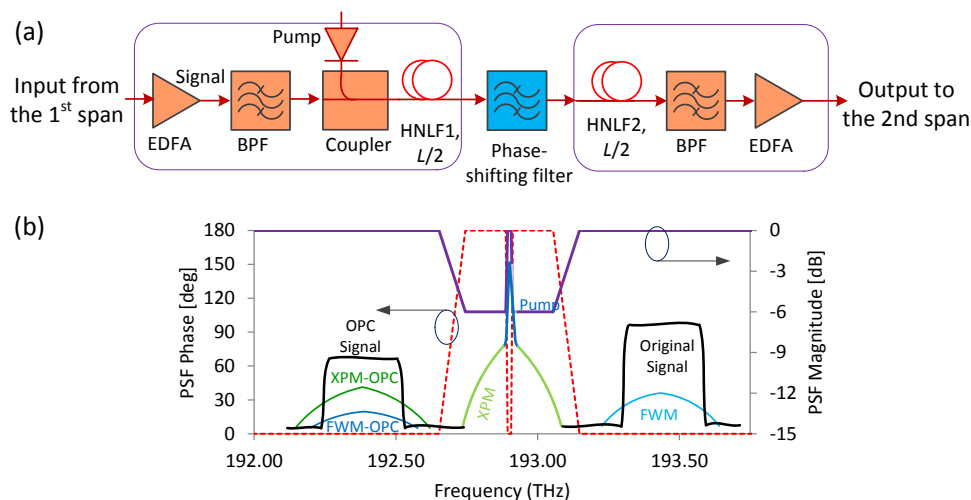 (a)
Pump
Input from
the 1st span
Signal
EDFA
BPF
Coupler
HNLF1,
L/2
Phase-
shifting filter
HNLF2,
L/2
BPF
EDFA
Output to
the 2nd span
(b)
PSF Phase [deg]
180
150
120
90
60
30
0
OPC
Signal
XPM-OPC
FWM-OPC
XPM
Pump
Original
Signal
FWM
0
-3
-6
-9
-12
-15
PSF Magnitude [dB]
192.00
192.50
193.00
193.50
Frequency (THz)